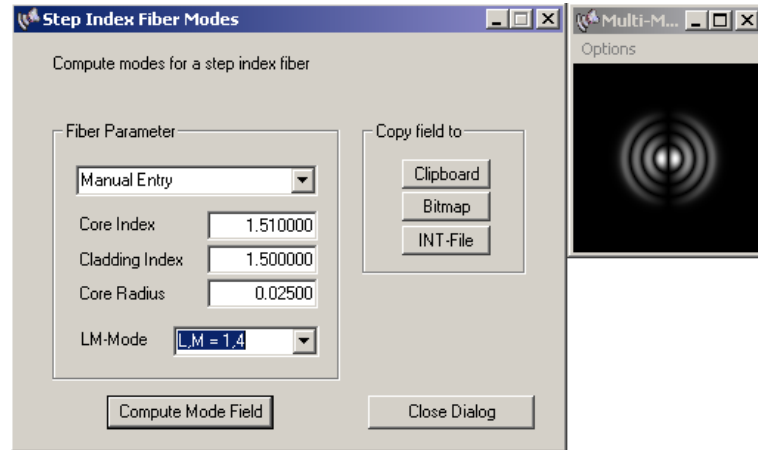 Step Index Fiber Modes
Compute modes for a step index fiber
Fiber Parameter
Manual Entry
Core Index 1.510000
Cladding Index 1.500000
Core Radius 0.02500
LM-Mode L,M = 1,4
Copy field to
Clipboard
Bitmap
INT-File
Compute Mode Field
Close Dialog
Multi-M...
Options